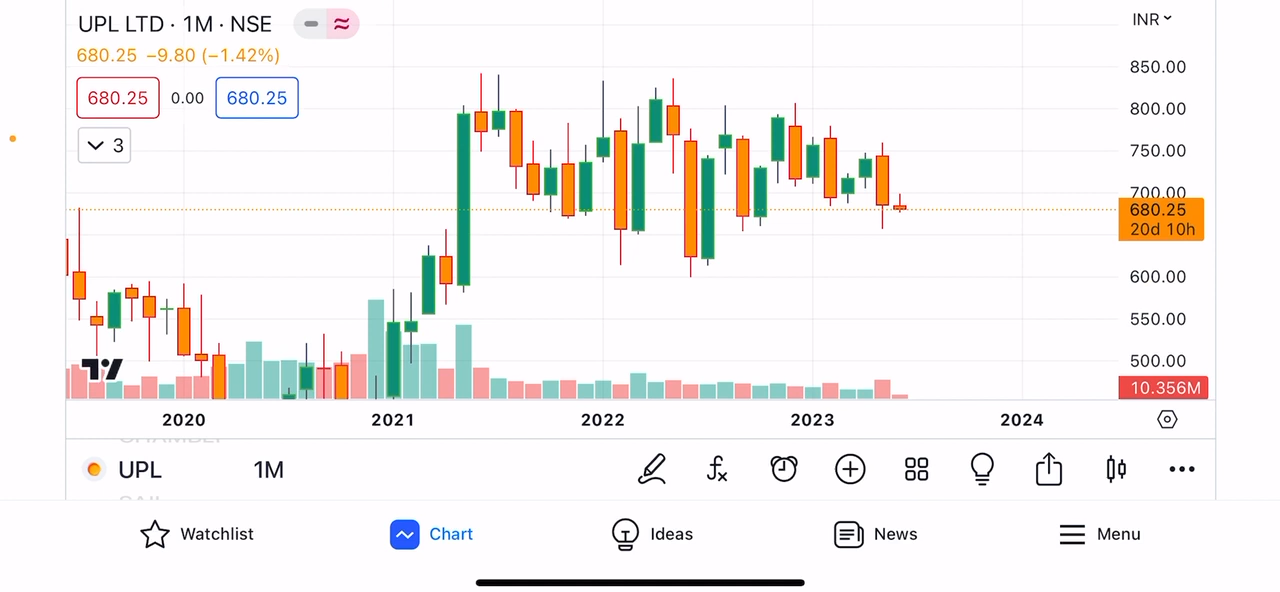 UPL LTD · 1M · NSE
INR
680.25 −9.80 (−1.42%)
680.25 0.00 680.25
3
850.00
800.00
750.00
700.00
680.25
20d 10h
600.00
550.00
500.00
10.356M
2020 2021 2022 2023 2024
UPL 1M
Watchlist Chart Ideas News Menu